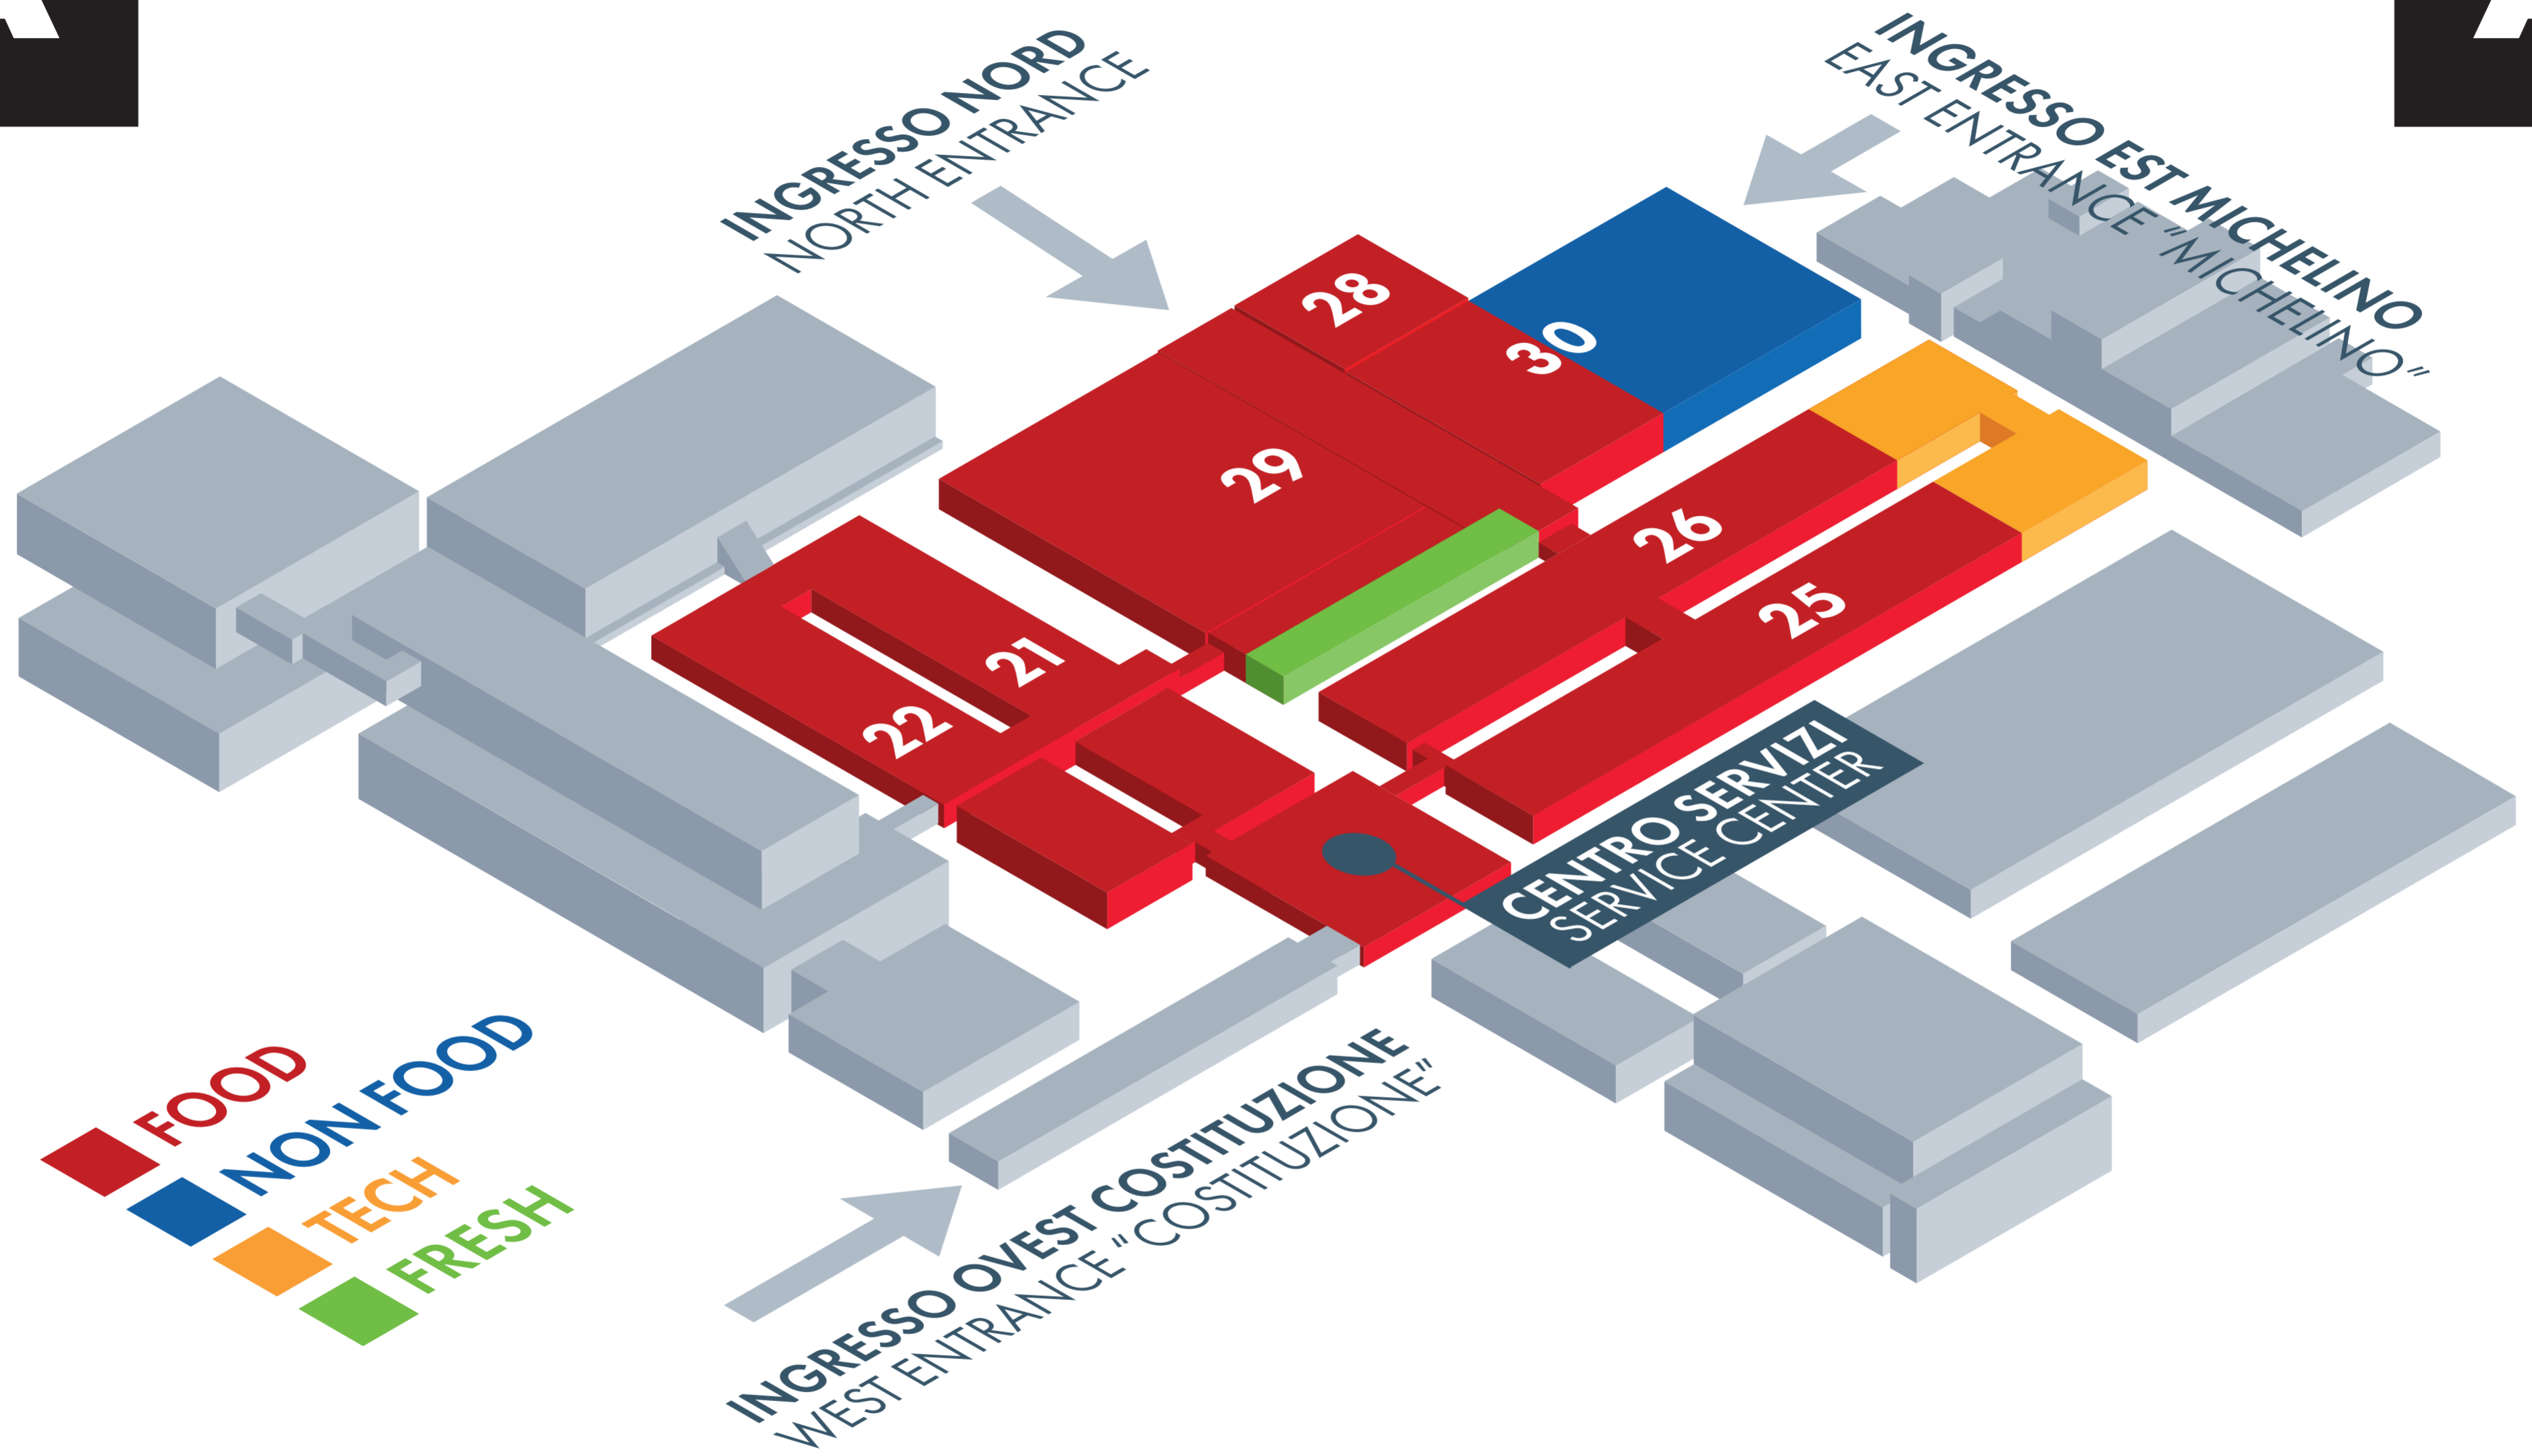 INGRESSO NORD
NORTH ENTRANCE
INGRESSO EST MICHELINO
EAST ENTRANCE "MICHELINO"
28
30
29
26
25
21
22
CENTRO SERVIZI
SERVICE CENTER
FOOD
NON FOOD
TECH
FRESH
INGRESSO OVEST COSTITUZIONE
WEST ENTRANCE "COSTITUZIONE"